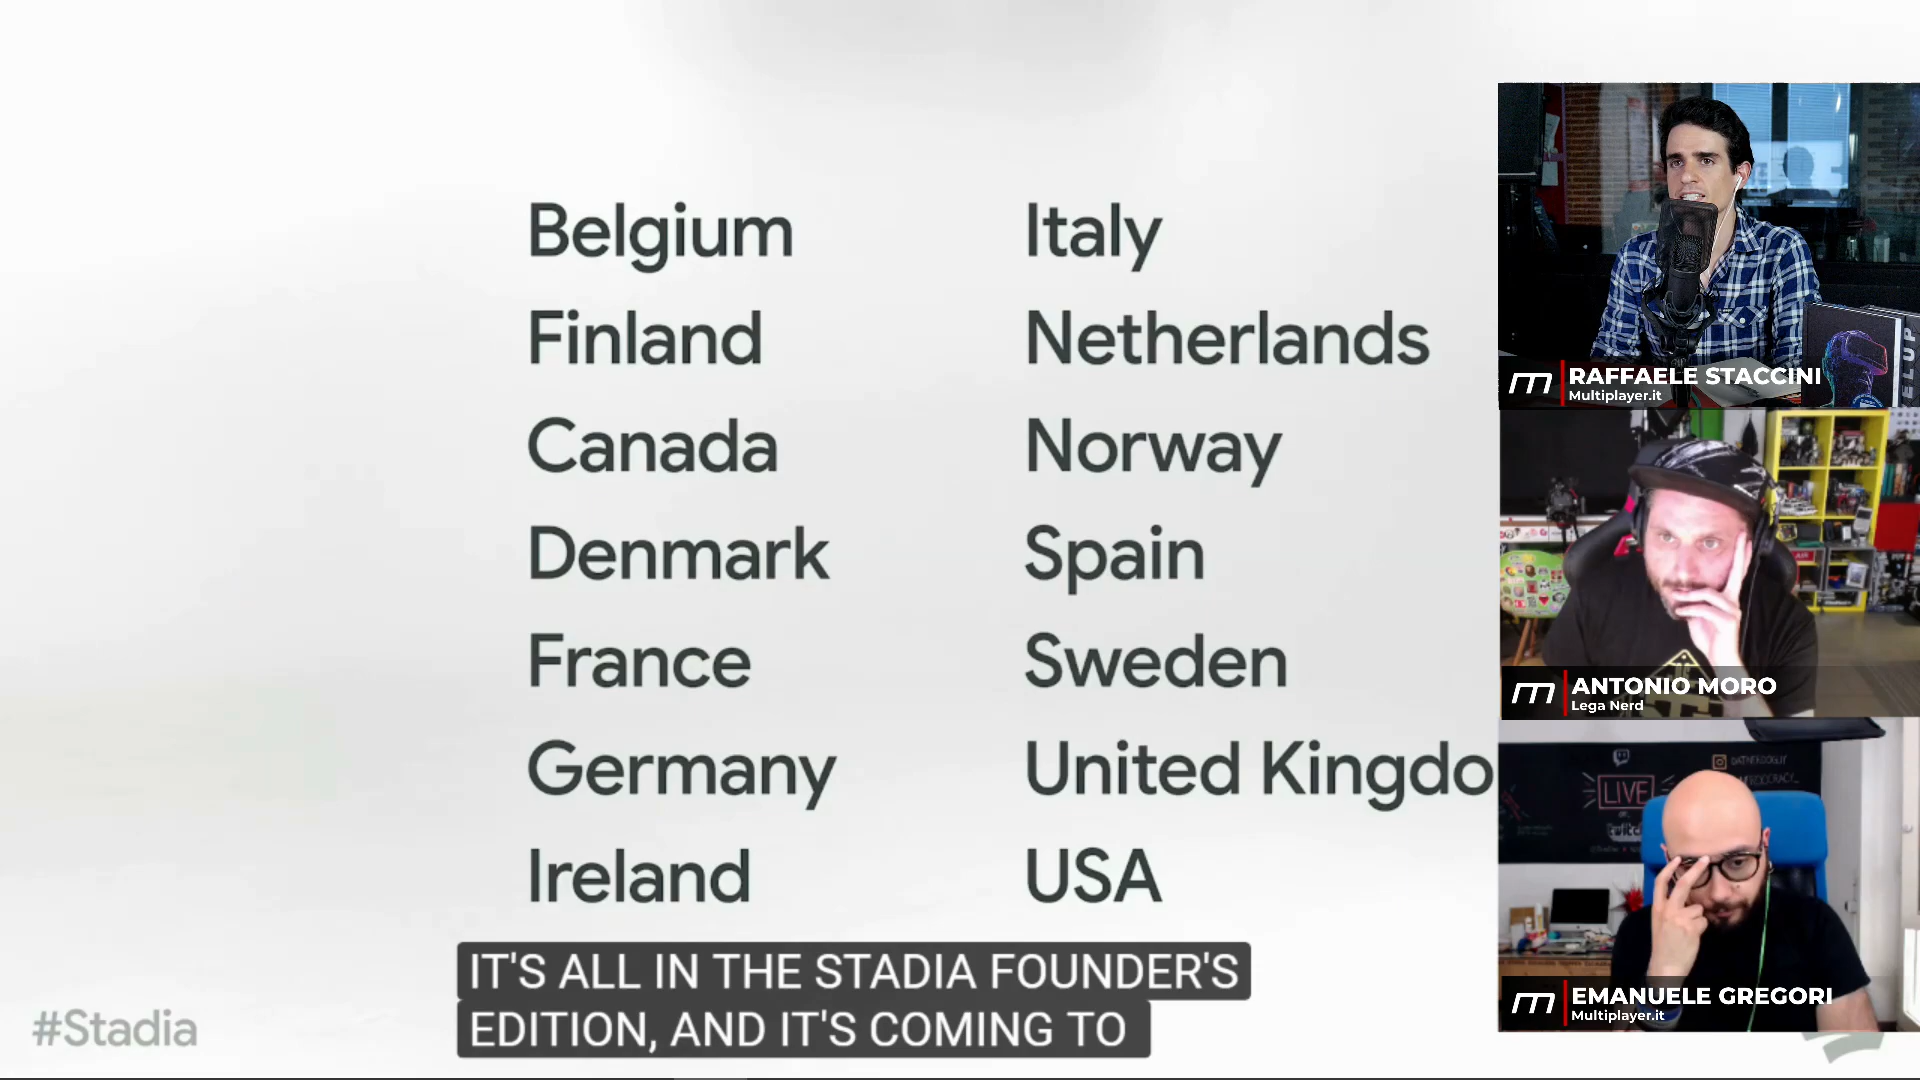 Belgium
Finland
Canada
Denmark
France
Germany
Ireland
Italy
Netherlands
Norway
Spain
Sweden
United Kingdo
USA
IT'S ALL IN THE STADIA FOUNDER'S
EDITION, AND IT'S COMING TO
#Stadia
RAFFAELE STACCINI
Multiplayer.it
ANTONIO MORO
Lega Nerd
LIVE
EMANUELE GREGORI
Multiplayer.it